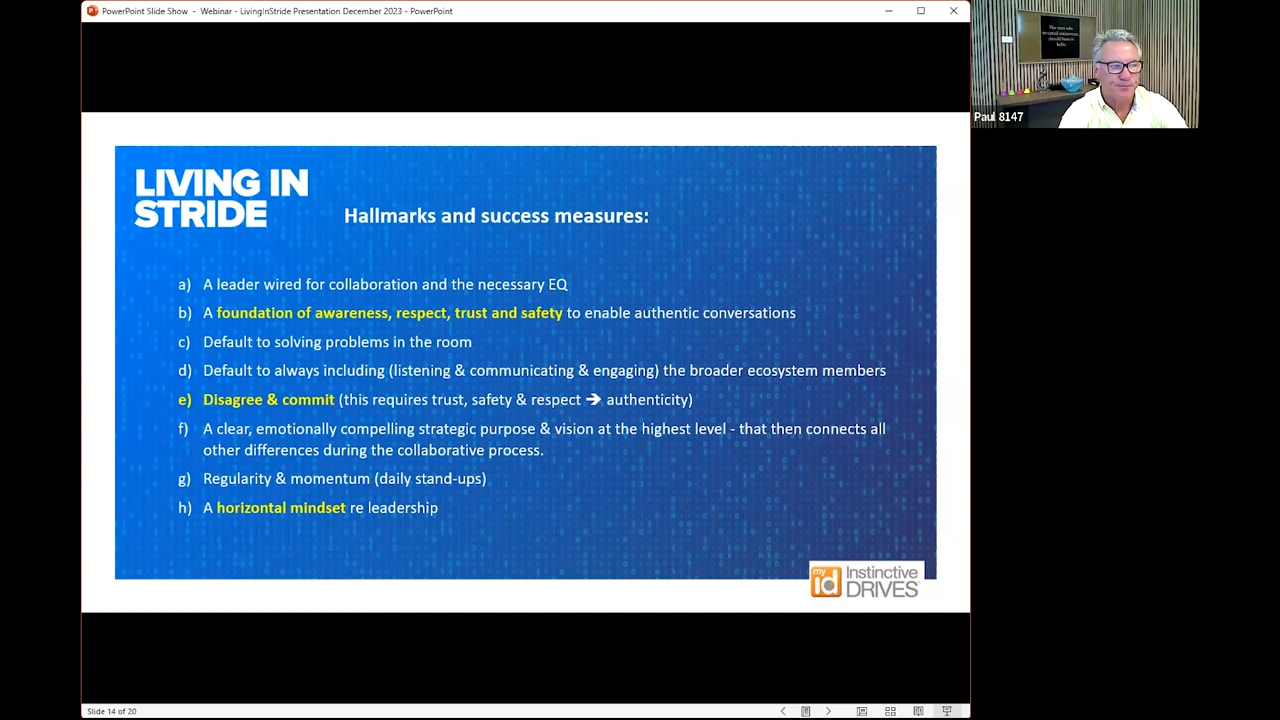 PowerPoint Slide Show - Webinar - LivingInStride Presentation December 2023 - PowerPoint
Paul 8147
LIVING IN
STRIDE
Hallmarks and success measures:
a) A leader wired for collaboration and the necessary EQ
b) A foundation of awareness, respect, trust and safety to enable authentic conversations
c) Default to solving problems in the room
d) Default to always including (listening & communicating & engaging) the broader ecosystem members
e) Disagree & commit (this requires trust, safety & respect ➔ authenticity)
f) A clear, emotionally compelling strategic purpose & vision at the highest level - that then connects all
other differences during the collaborative process.
g) Regularity & momentum (daily stand-ups)
h) A horizontal mindset re leadership
my
id
Instinctive
DRIVES
Slide 14 of 20